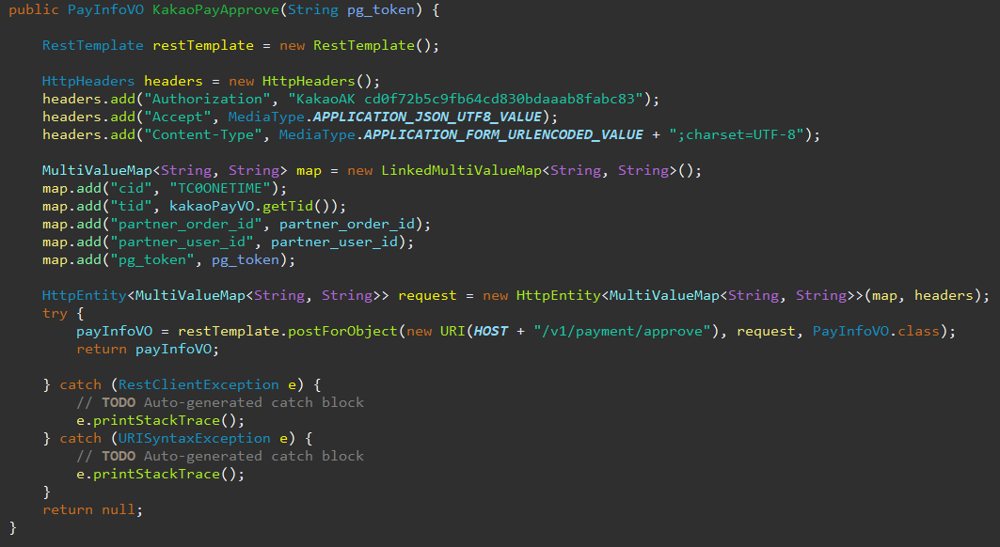 public PayInfoVO KakaoPayApprove(String pg_token) {
RestTemplate restTemplate = new RestTemplate();
HttpHeaders headers = new HttpHeaders();
headers.add("Authorization", "KakaoAK cd0f72b5c9fb64cd830bdaaab8fabc83");
headers.add("Accept", MediaType.APPLICATION_JSON_UTF8_VALUE);
headers.add("Content-Type", MediaType.APPLICATION_FORM_URLENCODED_VALUE + ";charset=UTF-8");
MultiValueMap<String, String> map = new LinkedMultiValueMap<String, String>();
map.add("cid", "TC0ONETIME");
map.add("tid", kakaoPayVO.getTid());
map.add("partner_order_id", partner_order_id);
map.add("partner_user_id", partner_user_id);
map.add("pg_token", pg_token);
HttpEntity<MultiValueMap<String, String>> request = new HttpEntity<MultiValueMap<String, String>>(map, headers);
try {
payInfoVO = restTemplate.postForObject(new URI(HOST + "/v1/payment/approve"), request, PayInfoVO.class);
return payInfoVO;
} catch (RestClientException e) {
// TODO Auto-generated catch block
e.printStackTrace();
} catch (URISyntaxException e) {
// TODO Auto-generated catch block
e.printStackTrace();
}
return null;
}